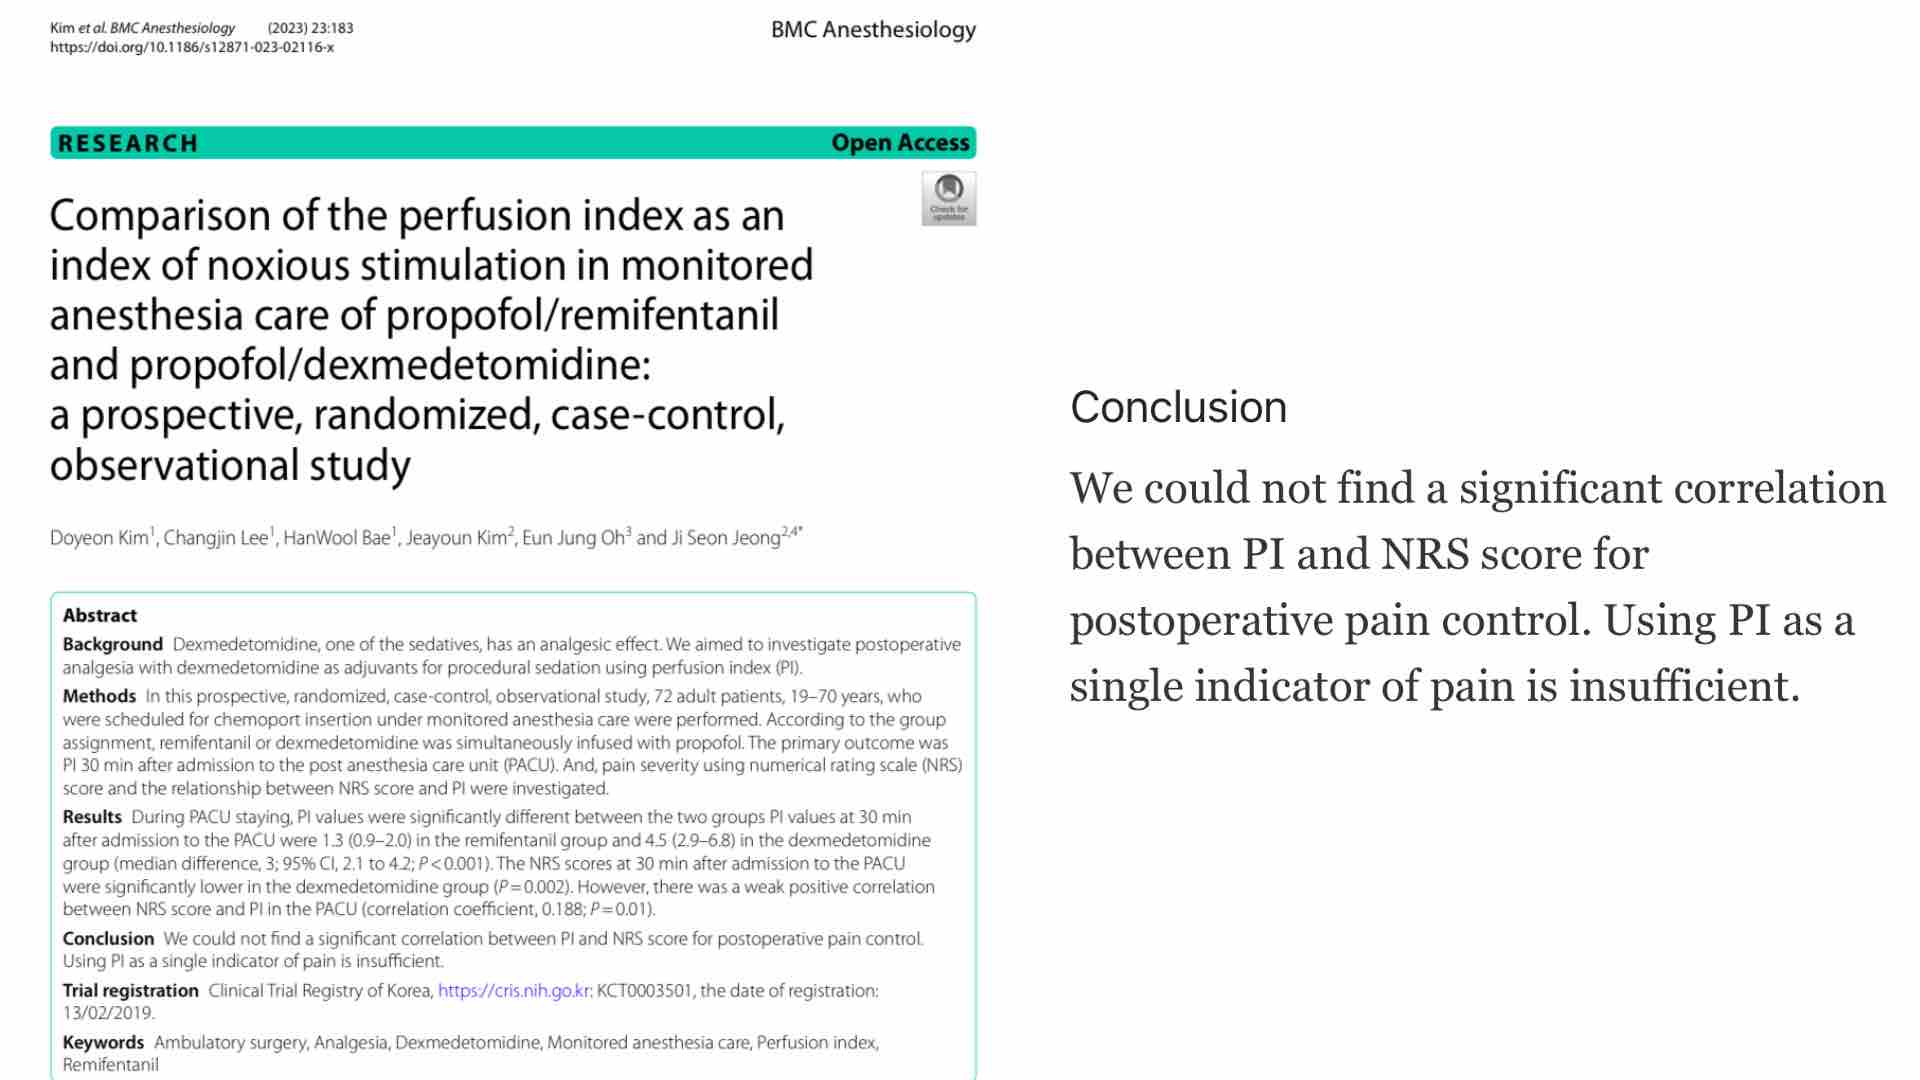 Kim et al. BMC Anesthesiology (2023) 23:183
https://doi.org/10.1186/s12871-023-02116-x
BMC Anesthesiology
RESEARCH Open Access
Check for
updates
Comparison of the perfusion index as an
index of noxious stimulation in monitored
anesthesia care of propofol/remifentanil
and propofol/dexmedetomidine:
a prospective, randomized, case-control,
observational study
Doyeon Kim1, Changjin Lee1, HanWool Bae1, Jeayoun Kim2, Eun Jung Oh3 and Ji Seon Jeong2,4*
Abstract
Background Dexmedetomidine, one of the sedatives, has an analgesic effect. We aimed to investigate postoperative
analgesia with dexmedetomidine as adjuvants for procedural sedation using perfusion index (PI).
Methods In this prospective, randomized, case-control, observational study, 72 adult patients, 19–70 years, who
were scheduled for chemoport insertion under monitored anesthesia care were performed. According to the group
assignment, remifentanil or dexmedetomidine was simultaneously infused with propofol. The primary outcome was
PI 30 min after admission to the post anesthesia care unit (PACU). And, pain severity using numerical rating scale (NRS)
score and the relationship between NRS score and PI were investigated.
Results During PACU staying, PI values were significantly different between the two groups PI values at 30 min
after admission to the PACU were 1.3 (0.9–2.0) in the remifentanil group and 4.5 (2.9–6.8) in the dexmedetomidine
group (median difference, 3; 95% CI, 2.1 to 4.2; P < 0.001). The NRS scores at 30 min after admission to the PACU
were significantly lower in the dexmedetomidine group (P = 0.002). However, there was a weak positive correlation
between NRS score and PI in the PACU (correlation coefficient, 0.188; P = 0.01).
Conclusion We could not find a significant correlation between PI and NRS score for postoperative pain control.
Using PI as a single indicator of pain is insufficient.
Trial registration Clinical Trial Registry of Korea, https://cris.nih.go.kr: KCT0003501, the date of registration:
13/02/2019.
Keywords Ambulatory surgery, Analgesia, Dexmedetomidine, Monitored anesthesia care, Perfusion index,
Remifentanil
Conclusion
We could not find a significant correlation
between PI and NRS score for
postoperative pain control. Using PI as a
single indicator of pain is insufficient.